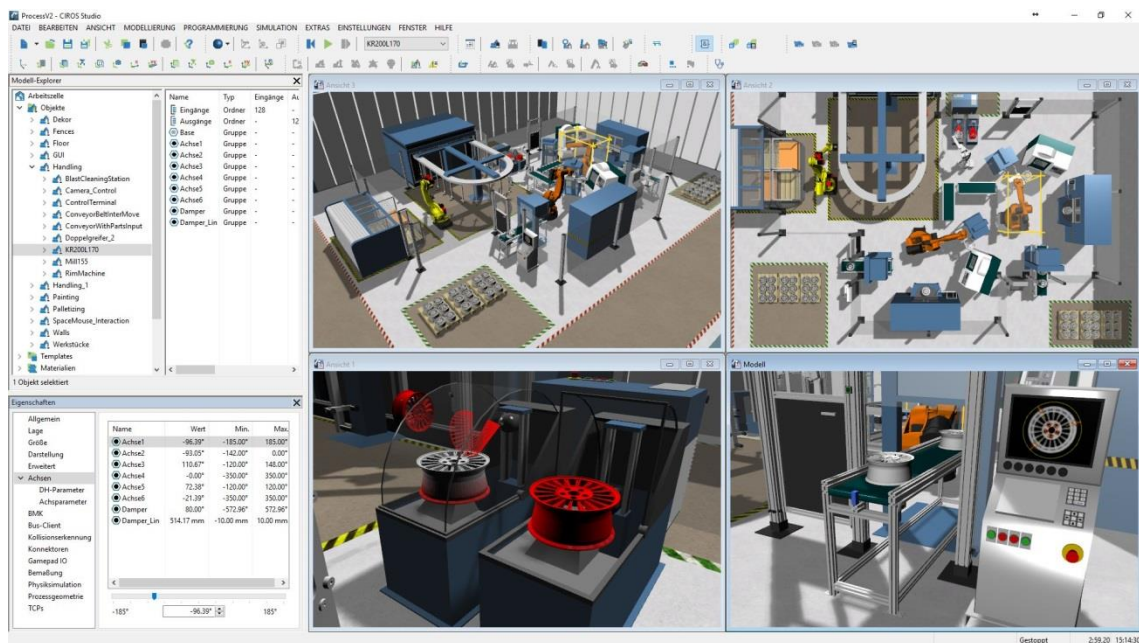 ProcessV2 - CIROS Studio
DATEI BEARBEITEN ANSICHT MODELLIERUNG PROGRAMMIERUNG SIMULATION EXTRAS EINSTELLUNGEN FENSTER HILFE
KR200L170
Modell-Explorer
Arbeitszelle
Objekte
Dekor
Fences
Floor
GUI
Handling
BlastCleaningStation
Camera_Control
ControlTerminal
ConveyorBeltInterMove
ConveyorWithPartsInput
Doppelgreifer_2
KR200L170
Mill155
RimMachine
Handling_1
Painting
Palletizing
SpaceMouse_Interaction
Walls
Werkstücke
Templates
Materialien
1 Objekt selektiert
Name Typ Eingänge Au
Eingänge Ordner 128 -
Ausgänge Ordner - 12
Base Gruppe - -
Achse1 Gruppe - -
Achse2 Gruppe - -
Achse3 Gruppe - -
Achse4 Gruppe - -
Achse5 Gruppe - -
Achse6 Gruppe - -
Damper Gruppe - -
Damper_Lin Gruppe - -
Ansicht 3
Ansicht 2
Ansicht 1
Modell
Eigenschaften
Allgemein
Lage
Größe
Darstellung
Erweitert
Achsen
DH-Parameter
Achsparameter
BMK
Bus-Client
Kollisionserkennung
Konnektoren
Gamepad IO
Bemaßung
Physiksimulation
Prozessgeometrie
TCPs
Name Wert Min. Max.
Achse1 -96.39° -185.00° 185.00°
Achse2 -93.05° -142.00° 0.00°
Achse3 110.67° -120.00° 148.00°
Achse4 -0.00° -350.00° 350.00°
Achse5 72.38° -120.00° 120.00°
Achse6 -21.39° -350.00° 350.00°
Damper 80.00° -572.96° 572.96°
Damper_Lin 514.17 mm -10.00 mm 10.00 mm
-185° -96.39° 185°
Gestoppt 2:59.20 15:14:30